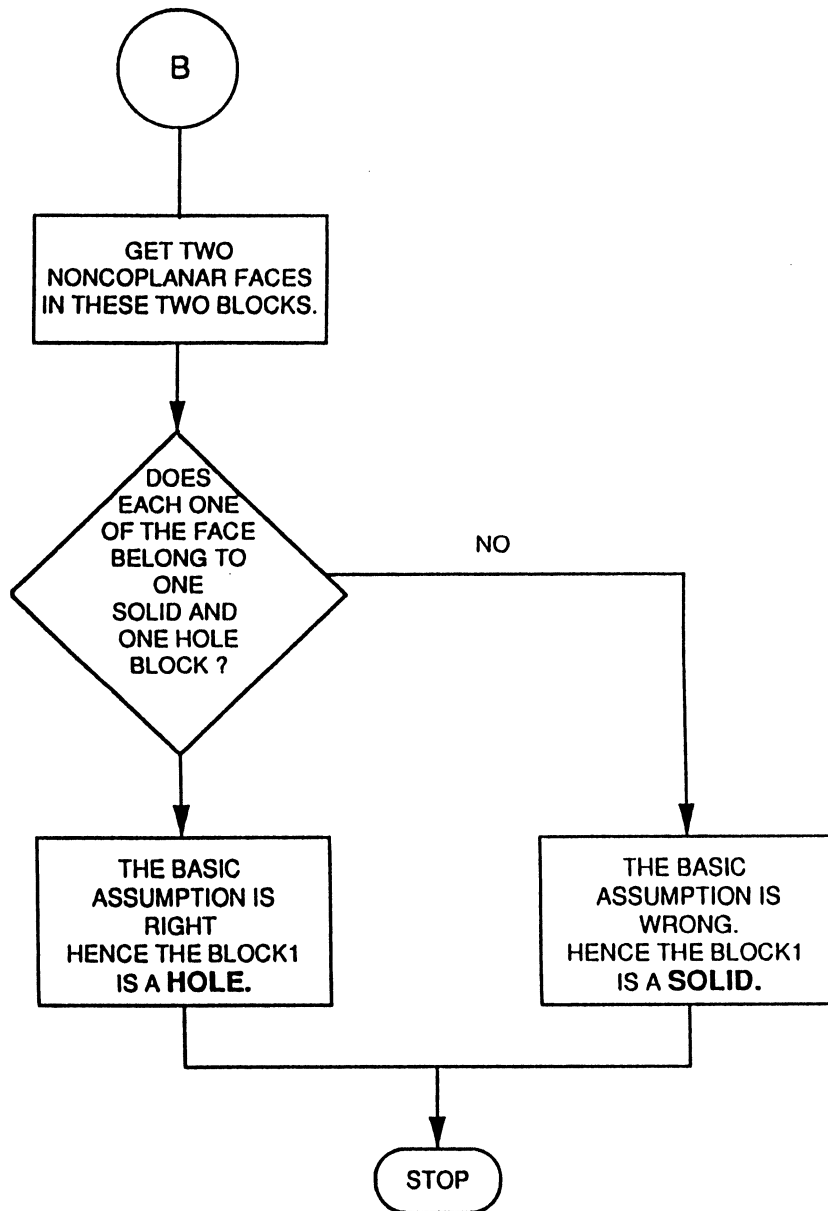 B
GET TWO
NONCOPLANAR FACES
IN THESE TWO BLOCKS.
DOES
EACH ONE
OF THE FACE
BELONG TO
ONE
SOLID AND
ONE HOLE
BLOCK ?
NO
THE BASIC
ASSUMPTION IS
RIGHT
HENCE THE BLOCK1
IS A HOLE.
THE BASIC
ASSUMPTION IS
WRONG.
HENCE THE BLOCK1
IS A SOLID.
STOP